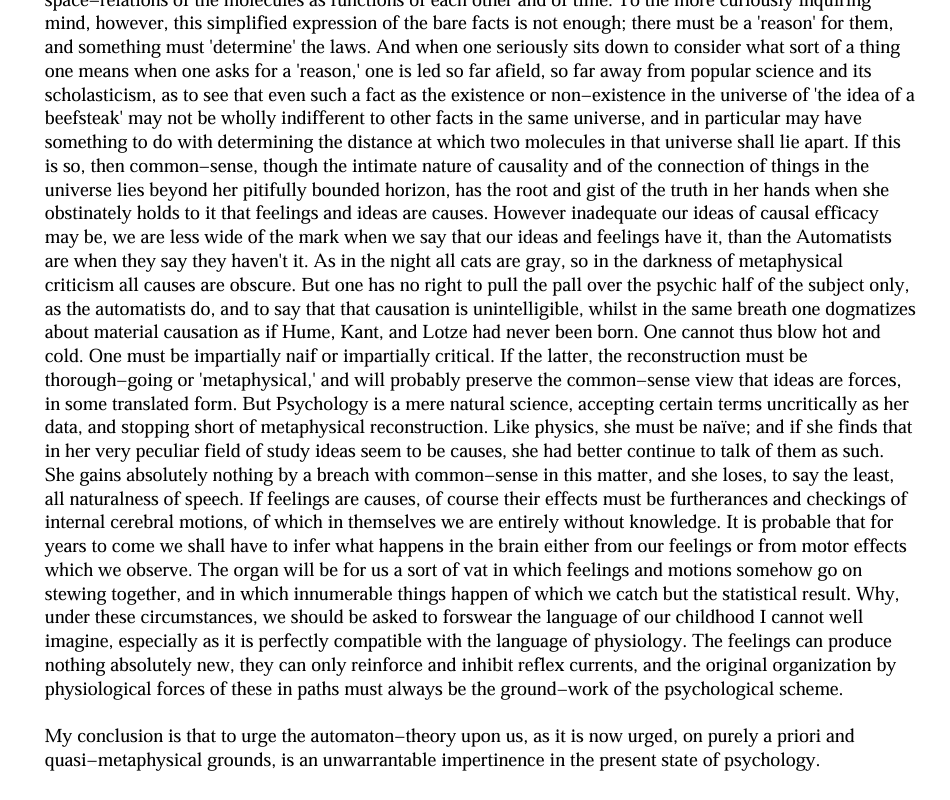 space−relations of the molecules as functions of each other and of time. To the more curiously inquiring
mind, however, this simplified expression of the bare facts is not enough; there must be a 'reason' for them,
and something must 'determine' the laws. And when one seriously sits down to consider what sort of a thing
one means when one asks for a 'reason,' one is led so far afield, so far away from popular science and its
scholasticism, as to see that even such a fact as the existence or non−existence in the universe of 'the idea of a
beefsteak' may not be wholly indifferent to other facts in the same universe, and in particular may have
something to do with determining the distance at which two molecules in that universe shall lie apart. If this
is so, then common−sense, though the intimate nature of causality and of the connection of things in the
universe lies beyond her pitifully bounded horizon, has the root and gist of the truth in her hands when she
obstinately holds to it that feelings and ideas are causes. However inadequate our ideas of causal efficacy
may be, we are less wide of the mark when we say that our ideas and feelings have it, than the Automatists
are when they say they haven't it. As in the night all cats are gray, so in the darkness of metaphysical
criticism all causes are obscure. But one has no right to pull the pall over the psychic half of the subject only,
as the automatists do, and to say that that causation is unintelligible, whilst in the same breath one dogmatizes
about material causation as if Hume, Kant, and Lotze had never been born. One cannot thus blow hot and
cold. One must be impartially naif or impartially critical. If the latter, the reconstruction must be
thorough−going or 'metaphysical,' and will probably preserve the common−sense view that ideas are forces,
in some translated form. But Psychology is a mere natural science, accepting certain terms uncritically as her
data, and stopping short of metaphysical reconstruction. Like physics, she must be naïve; and if she finds that
in her very peculiar field of study ideas seem to be causes, she had better continue to talk of them as such.
She gains absolutely nothing by a breach with common−sense in this matter, and she loses, to say the least,
all naturalness of speech. If feelings are causes, of course their effects must be furtherances and checkings of
internal cerebral motions, of which in themselves we are entirely without knowledge. It is probable that for
years to come we shall have to infer what happens in the brain either from our feelings or from motor effects
which we observe. The organ will be for us a sort of vat in which feelings and motions somehow go on
stewing together, and in which innumerable things happen of which we catch but the statistical result. Why,
under these circumstances, we should be asked to forswear the language of our childhood I cannot well
imagine, especially as it is perfectly compatible with the language of physiology. The feelings can produce
nothing absolutely new, they can only reinforce and inhibit reflex currents, and the original organization by
physiological forces of these in paths must always be the ground−work of the psychological scheme.
My conclusion is that to urge the automaton−theory upon us, as it is now urged, on purely a priori and
quasi−metaphysical grounds, is an unwarrantable impertinence in the present state of psychology.